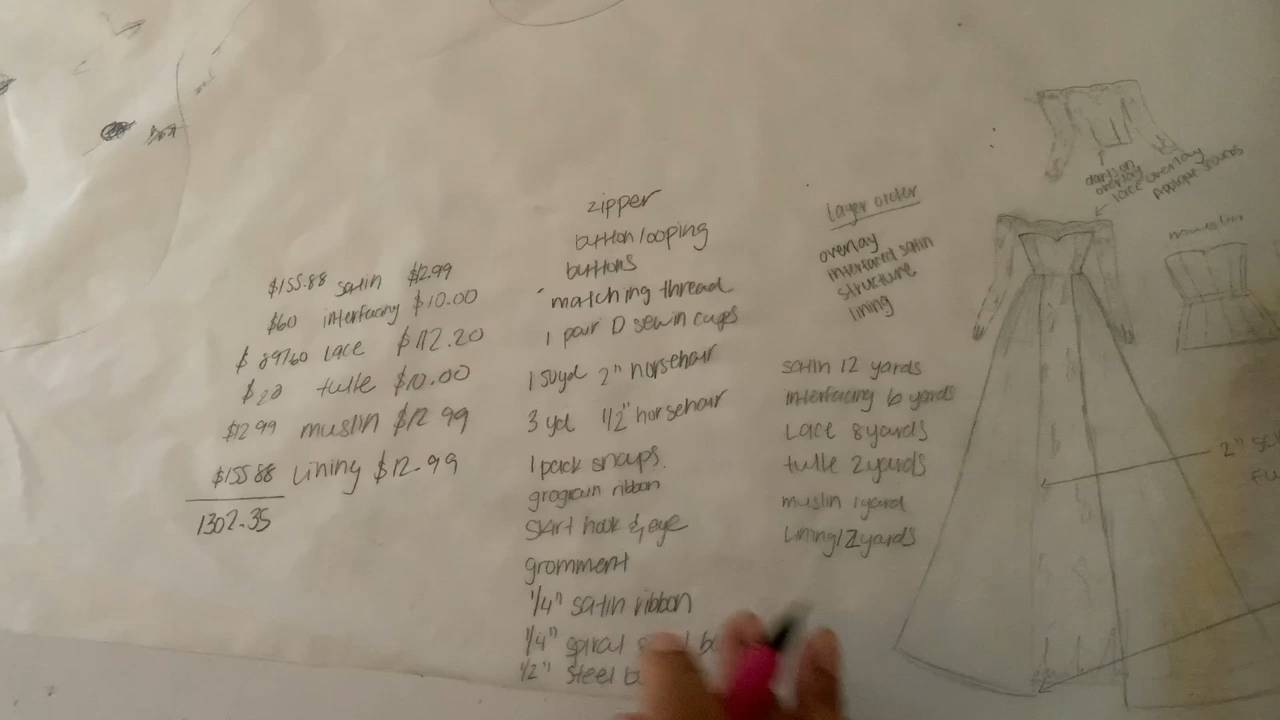 $155.88 satin $12.99
$60 interfacing $10.00
$897.60 lace $112.20
$20 tulle $10.00
$12.99 muslin $12.99
$155.88 lining $12.99
1302.35
zipper
button looping
buttons
matching thread
1 pair D sew in cups
1 50yd 2" horsehair
3 yd 1/2" horsehair
1 pack snaps
grograin ribbon
skirt hook & eye
gromment
1/4" satin ribbon
1/4" spiral
1/2" steel
Layer order
overlay
interfaced satin
structure
lining
satin 12 yards
interfacing 6 yards
Lace 8 yards
tulle 2 yards
muslin 1 yard
Lining 12 yards
darts on
overlay
lace overlay
muslin
2"